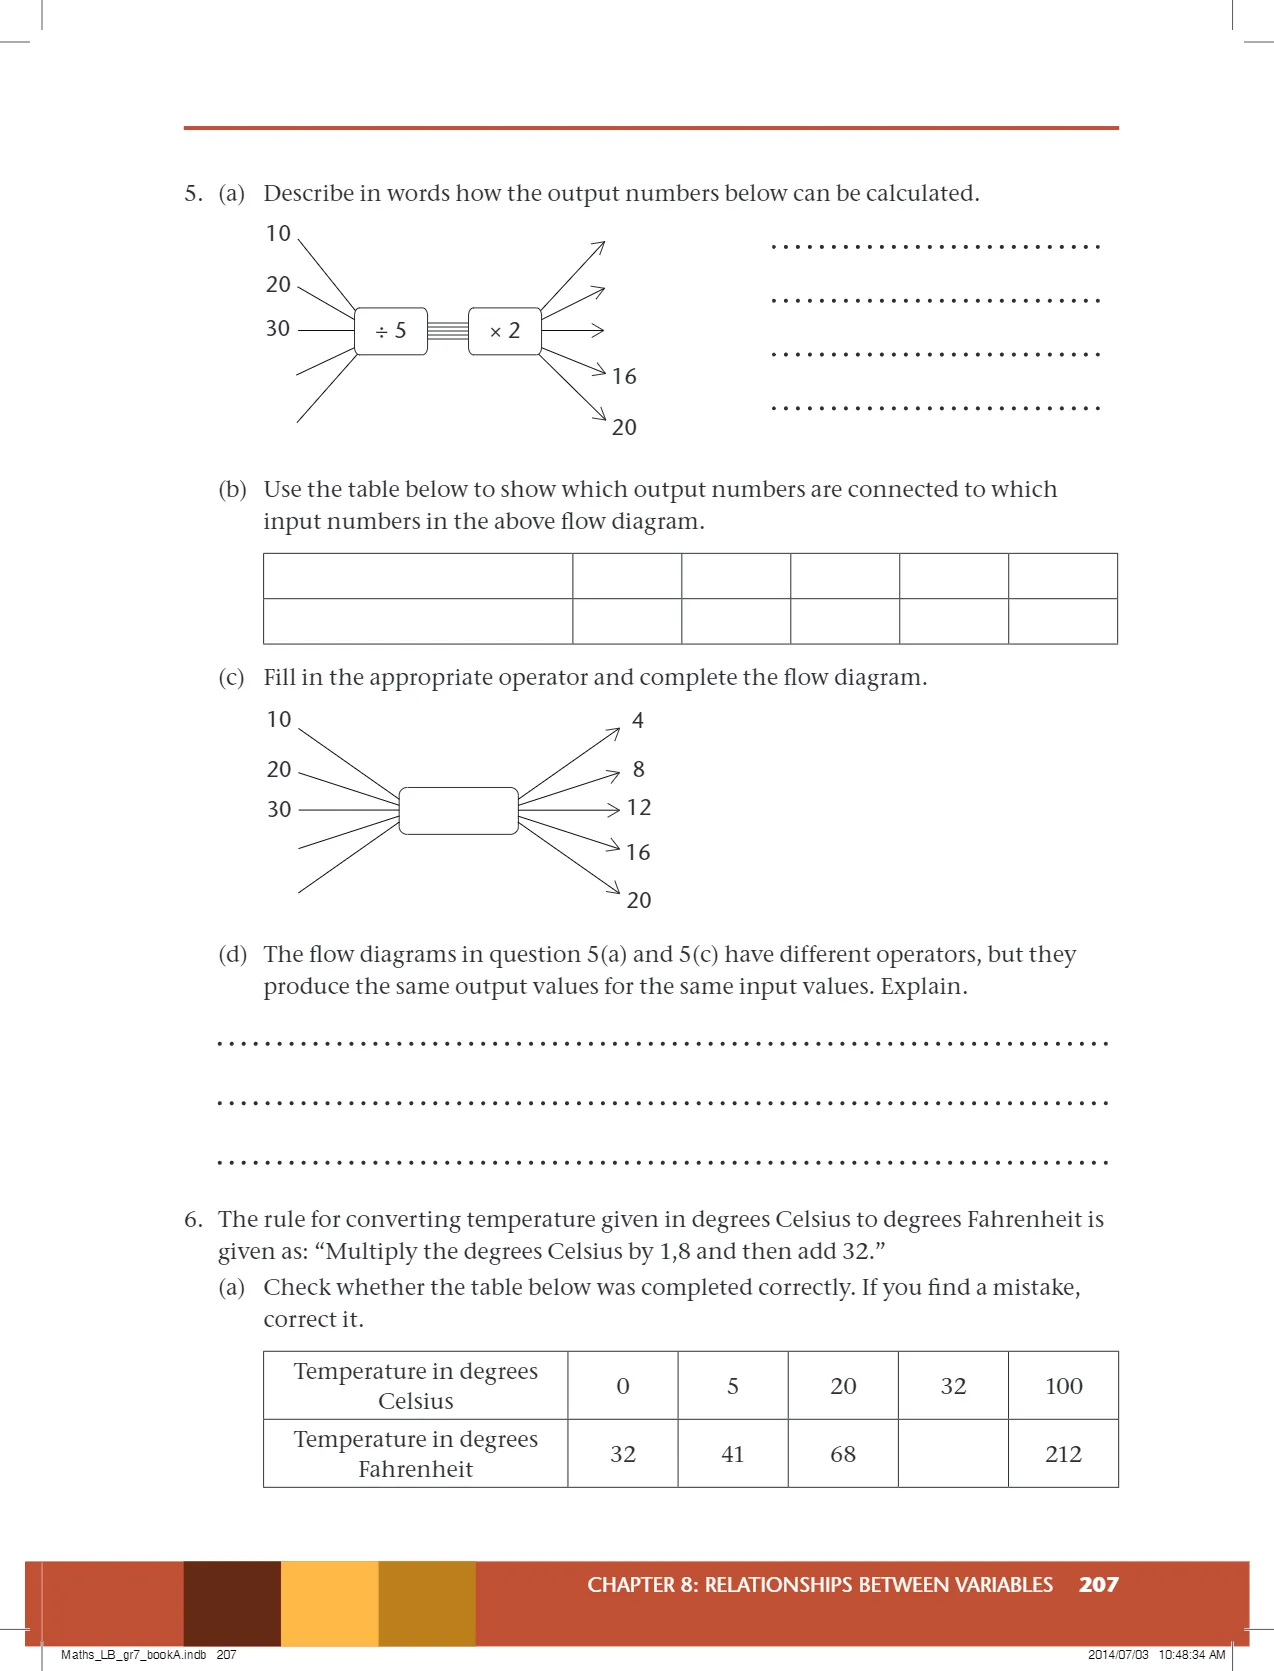 5. (a) Describe in words how the output numbers below can be calculated.
10
20
30
÷ 5
× 2
16
20
(b) Use the table below to show which output numbers are connected to which
input numbers in the above flow diagram.
(c) Fill in the appropriate operator and complete the flow diagram.
10
20
30
4
8
12
16
20
(d) The flow diagrams in question 5(a) and 5(c) have different operators, but they
produce the same output values for the same input values. Explain.
6. The rule for converting temperature given in degrees Celsius to degrees Fahrenheit is
given as: “Multiply the degrees Celsius by 1,8 and then add 32.”
(a) Check whether the table below was completed correctly. If you find a mistake,
correct it.
Temperature in degrees
Celsius
0 5 20 32 100
Temperature in degrees
Fahrenheit
32 41 68 212
CHAPTER 8: RELATIONSHIPS BETWEEN VARIABLES 207
Maths_LB_gr7_bookA.indb 207
2014/07/03 10:48:34 AM